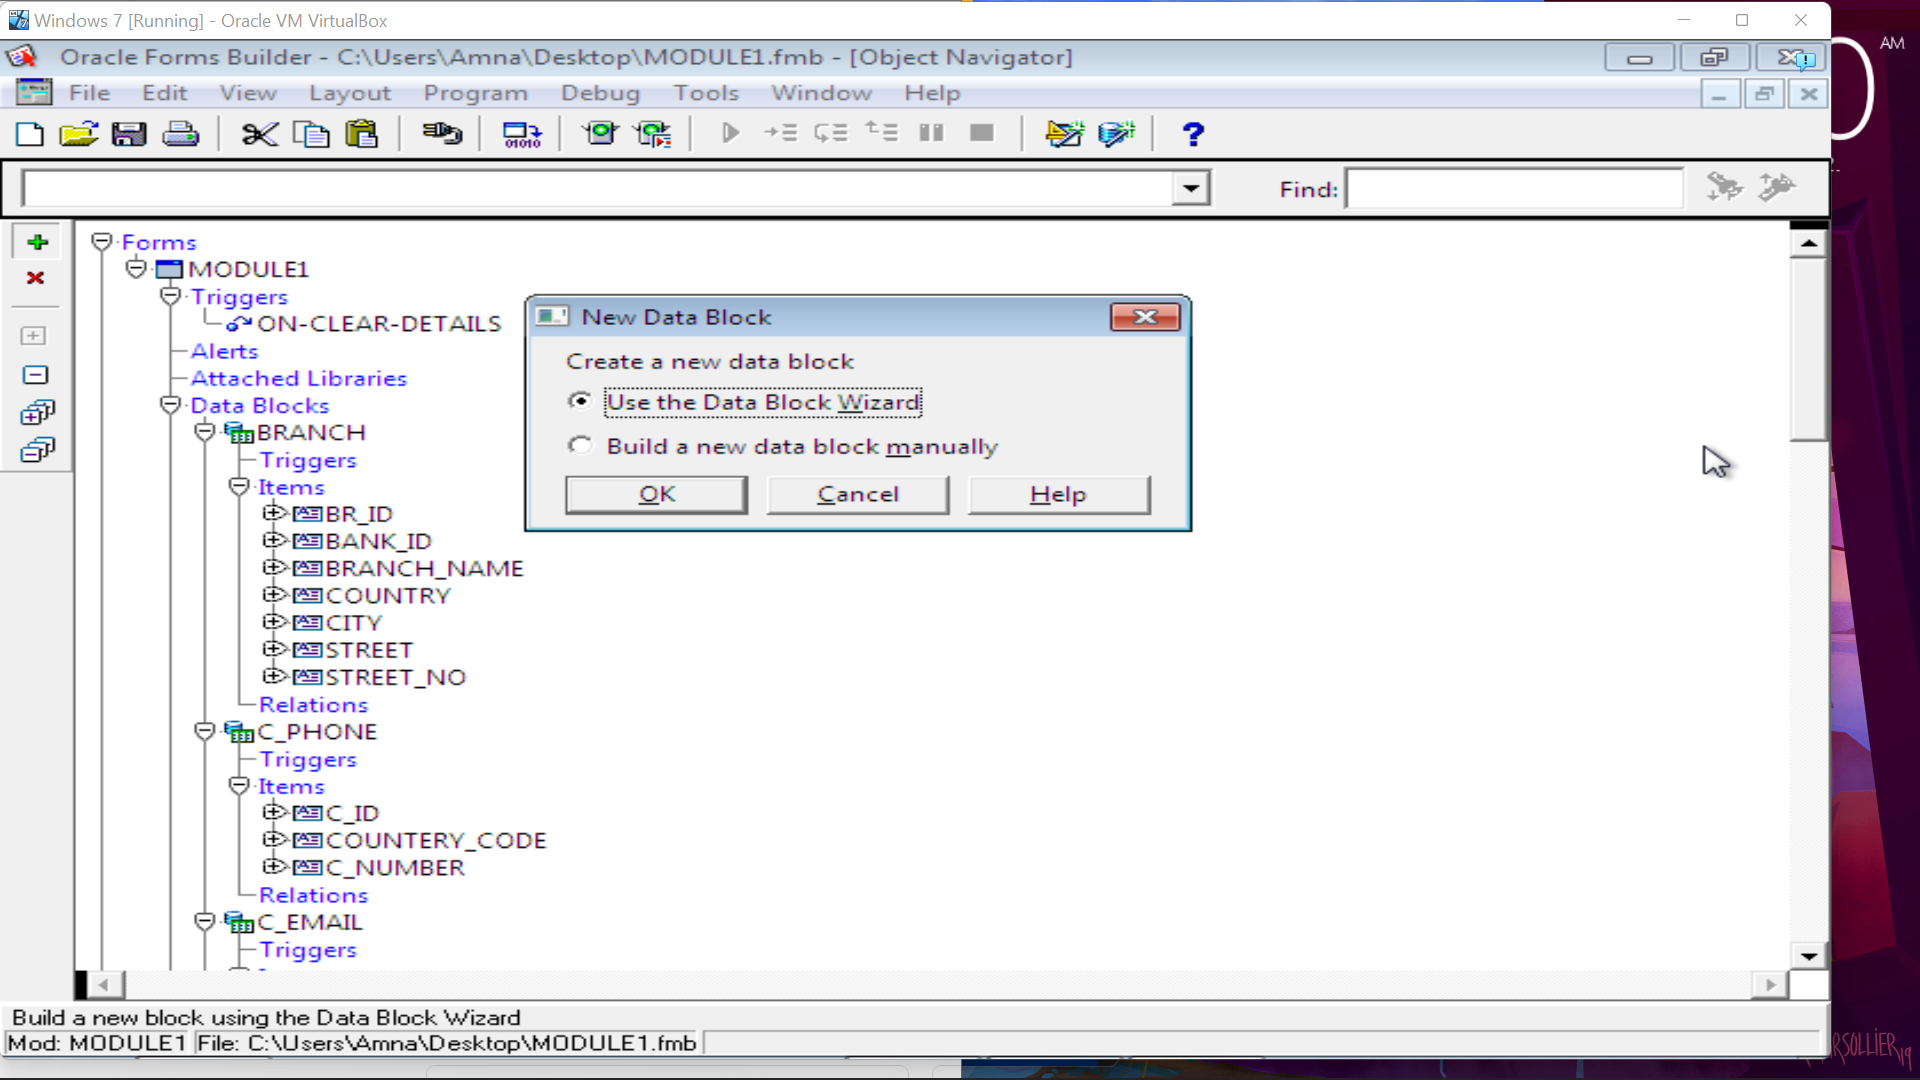 Windows 7 [Running] - Oracle VM VirtualBox
AM
Oracle Forms Builder - C:\Users\Amna\Desktop\MODULE1.fmb - [Object Navigator]
File Edit View Layout Program Debug Tools Window Help
Find:
Forms
MODULE1
Triggers
ON-CLEAR-DETAILS
Alerts
Attached Libraries
Data Blocks
BRANCH
Triggers
Items
BR_ID
BANK_ID
BRANCH_NAME
COUNTRY
CITY
STREET
STREET_NO
Relations
C_PHONE
Triggers
Items
C_ID
COUNTERY_CODE
C_NUMBER
Relations
C_EMAIL
Triggers
New Data Block
Create a new data block
Use the Data Block Wizard
Build a new data block manually
OK Cancel Help
Build a new block using the Data Block Wizard
Mod: MODULE1 File: C:\Users\Amna\Desktop\MODULE1.fmb